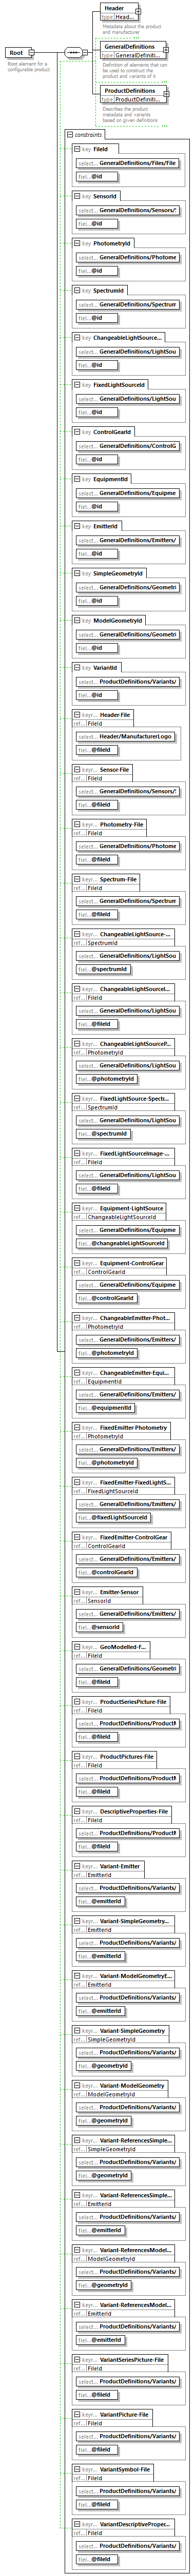 Header
type Head...
Metadata about the product
and manufacturer
Root
Root element for a
configurable product
GeneralDefinitions
type GeneralDefiniti...
Definition of elements that can
be used to construct the
product and variants of it
ProductDefinitions
type ProductDefiniti...
Describes the product
metadata and variants
based on given definitions
constraints
key FileId
select... GeneralDefinitions/Files/File
fiel... @id
key SensorId
select... GeneralDefinitions/Sensors/
fiel... @id
key PhotometryId
select... GeneralDefinitions/Photome
fiel... @id
key SpectrumId
select... GeneralDefinitions/Spectrum
fiel... @id
key ChangeableLightSource...
select... GeneralDefinitions/LightSou
fiel... @id
key FixedLightSourceId
select... GeneralDefinitions/LightSou
fiel... @id
key ControlGearId
select... GeneralDefinitions/ControlG
fiel... @id
key EquipmentId
select... GeneralDefinitions/Equipme
fiel... @id
key EmitterId
select... GeneralDefinitions/Emitters/
fiel... @id
key SimpleGeometryId
select... GeneralDefinitions/Geometri
fiel... @id
key ModelGeometryId
select... GeneralDefinitions/Geometri
fiel... @id
key VariantId
select... ProductDefinitions/Variants/
fiel... @id
keyr... Header-File
ref... FileId
select... Header/ManufacturerLogo
fiel... @fileId
keyr... Sensor-File
ref... FileId
select... GeneralDefinitions/Sensors/
fiel... @fileId
keyr... Photometry-File
ref... FileId
select... GeneralDefinitions/Photome
fiel... @fileId
keyr... Spectrum-File
ref... FileId
select... GeneralDefinitions/Spectrum
fiel... @fileId
keyr... ChangeableLightSource-...
ref... SpectrumId
select... GeneralDefinitions/LightSou
fiel... @spectrumId
keyr... ChangeableLightSourceI...
ref... FileId
select... GeneralDefinitions/LightSou
fiel... @fileId
keyr... ChangeableLightSourceP...
ref... PhotometryId
select... GeneralDefinitions/LightSou
fiel... @photometryId
keyr... FixedLightSource-Spectr...
ref... SpectrumId
select... GeneralDefinitions/LightSou
fiel... @spectrumId
keyr... FixedLightSourceImage-...
ref... FileId
select... GeneralDefinitions/LightSou
fiel... @fileId
keyr... Equipment-LightSource
ref... ChangeableLightSourceId
select... GeneralDefinitions/Equipme
fiel... @changeableLightSourceId
keyr... Equipment-ControlGear
ref... ControlGearId
select... GeneralDefinitions/Equipme
fiel... @controlGearId
keyr... ChangeableEmitter-Phot...
ref... PhotometryId
select... GeneralDefinitions/Emitters/
fiel... @photometryId
keyr... ChangeableEmitter-Equi...
ref... EquipmentId
select... GeneralDefinitions/Emitters/
fiel... @equipmentId
keyr... FixedEmitter-Photometry
ref... PhotometryId
select... GeneralDefinitions/Emitters/
fiel... @photometryId
keyr... FixedEmitter-FixedLightS...
ref... FixedLightSourceId
select... GeneralDefinitions/Emitters/
fiel... @fixedLightSourceId
keyr... FixedEmitter-ControlGear
ref... ControlGearId
select... GeneralDefinitions/Emitters/
fiel... @controlGearId
keyr... Emitter-Sensor
ref... SensorId
select... GeneralDefinitions/Emitters/
fiel... @sensorId
keyr... GeoModelled-F...
ref... FileId
select... GeneralDefinitions/Geometri
fiel... @fileId
keyr... ProductSeriesPicture-File
ref... FileId
select... ProductDefinitions/ProductM
fiel... @fileId
keyr... ProductPictures-File
ref... FileId
select... ProductDefinitions/ProductM
fiel... @fileId
keyr... DescriptiveProperties-File
ref... FileId
select... ProductDefinitions/ProductM
fiel... @fileId
keyr... Variant-Emitter
ref... EmitterId
select... ProductDefinitions/Variants/
fiel... @emitterId
keyr... Variant-SimpleGeometry...
ref... EmitterId
select... ProductDefinitions/Variants/
fiel... @emitterId
keyr... Variant-ModelGeometryE...
ref... EmitterId
select... ProductDefinitions/Variants/
fiel... @emitterId
keyr... Variant-SimpleGeometry
ref... SimpleGeometryId
select... ProductDefinitions/Variants/
fiel... @geometryId
keyr... Variant-ModelGeometry
ref... ModelGeometryId
select... ProductDefinitions/Variants/
fiel... @geometryId
keyr... Variant-ReferencesSimple...
ref... SimpleGeometryId
select... ProductDefinitions/Variants/
fiel... @geometryId
keyr... Variant-ReferencesSimple...
ref... EmitterId
select... ProductDefinitions/Variants/
fiel... @emitterId
keyr... Variant-ReferencesModel...
ref... ModelGeometryId
select... ProductDefinitions/Variants/
fiel... @geometryId
keyr... Variant-ReferencesModel...
ref... EmitterId
select... ProductDefinitions/Variants/
fiel... @emitterId
keyr... VariantSeriesPicture-File
ref... FileId
select... ProductDefinitions/Variants/
fiel... @fileId
keyr... VariantPicture-File
ref... FileId
select... ProductDefinitions/Variants/
fiel... @fileId
keyr... VariantSymbol-File
ref... FileId
select... ProductDefinitions/Variants/
fiel... @fileId
keyr... VariantDescriptiveProper...
ref... FileId
select... ProductDefinitions/Variants/
fiel... @fileId